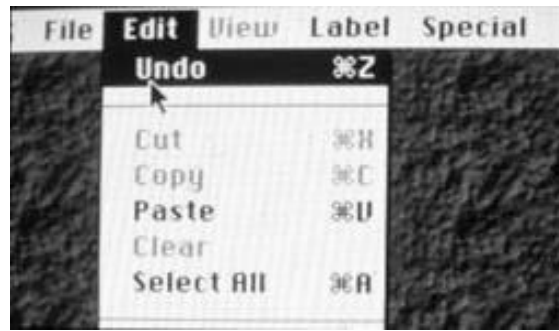 File Edit View Label Special
Undo ⌘Z
Cut ⌘X
Copy ⌘C
Paste ⌘V
Clear
Select All ⌘A